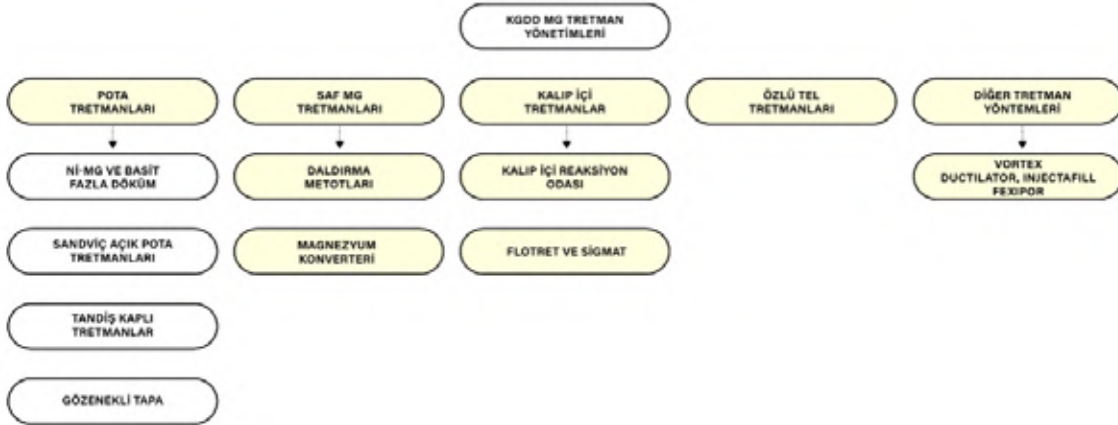 KGDD MG TRETMAN
YÖNETİMLERİ
POTA
TRETMANLARI
SAF MG
TRETMANLARI
KALIP İÇİ
TRETMANLAR
ÖZLÜ TEL
TRETMANLARI
DİĞER TRETMAN
YÖNTEMLERİ
Nİ-MG VE BASİT
FAZLA DÖKÜM
DALDIRMA
METOTLARI
KALIP İÇİ REAKSİYON
ODASI
VORTEX
DUCTILATOR, INJECTAFILL
FEXIPOR
SANDVİÇ AÇIK POTA
TRETMANLARI
MAGNEZYUM
KONVERTERİ
FLOTRET VE SİGMAT
TANDİŞ KAPLI
TRETMANLAR
GÖZENEKLİ TAPA